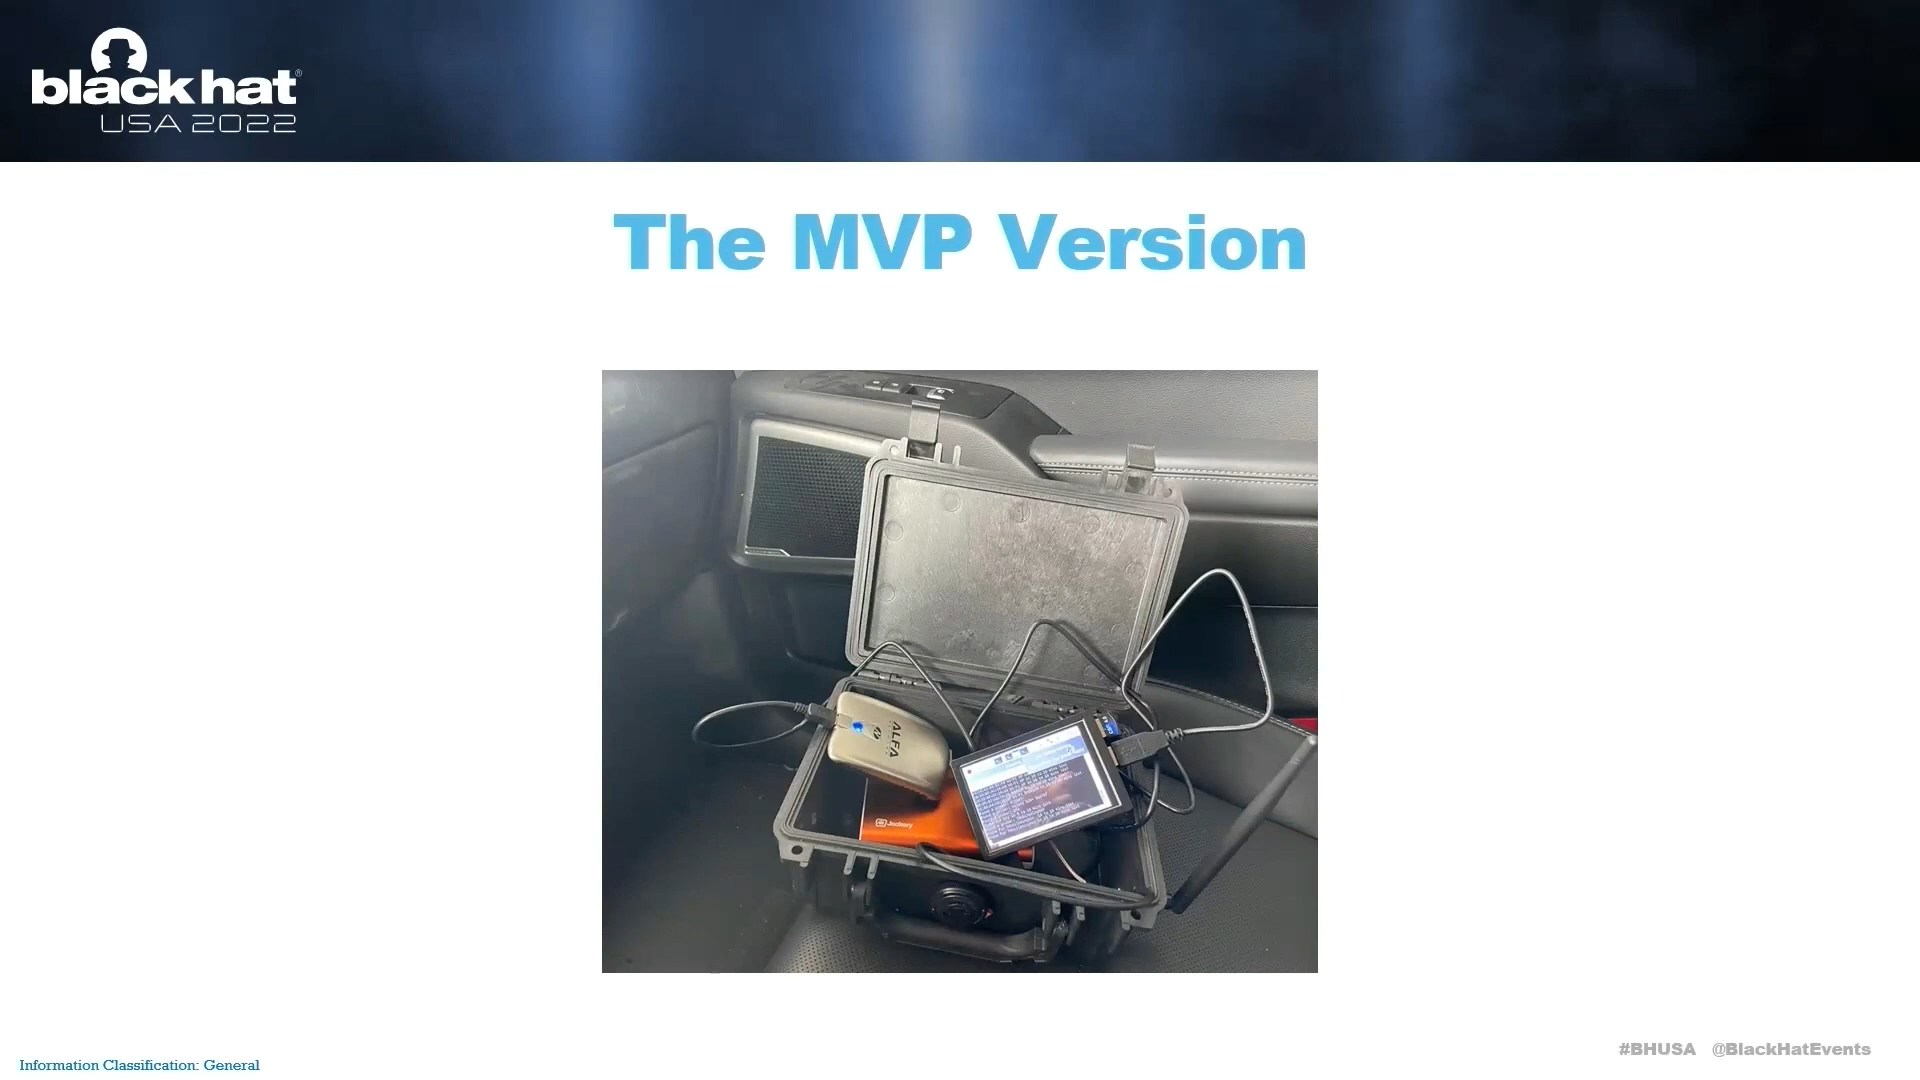 black hat®
USA 2022
The MVP Version
ALFA
Jackery
Information Classification: General
#BHUSA @BlackHatEvents